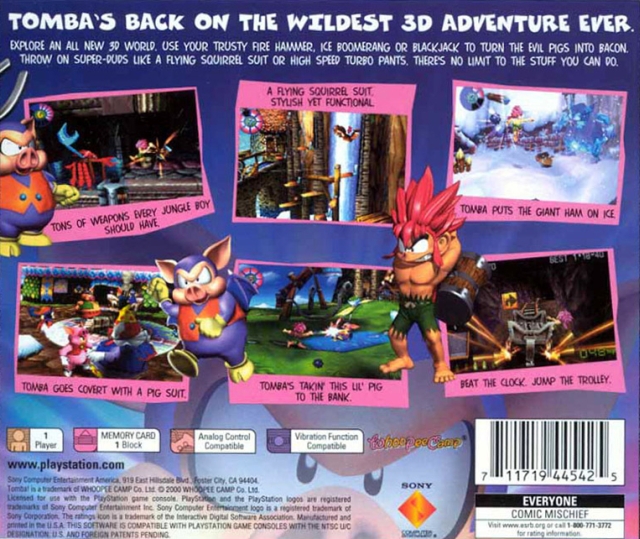 TOMBA'S BACK ON THE WILDEST 3D ADVENTURE EVER.
EXPLORE AN ALL NEW 3D WORLD. USE YOUR TRUSTY FIRE HAMMER, ICE BOOMERANG OR BLACKJACK TO TURN THE EVIL PIGS INTO BACON.
THROW ON SUPER-DUDS LIKE A FLYING SQUIRREL SUIT OR HIGH SPEED TURBO PANTS. THERE'S NO LIMIT TO THE STUFF YOU CAN DO.
A FLYING SQUIRREL SUIT.
STYLISH YET FUNCTIONAL
TONS OF WEAPONS EVERY JUNGLE BOY
SHOULD HAVE.
TOMBA PUTS THE GIANT HAM ON ICE.
TOMBA GOES COVERT WITH A PIG SUIT.
TOMBA'S TAKIN' THIS LIL' PIG
TO THE BANK.
BEAT THE CLOCK. JUMP THE TROLLEY.
1
Player
MEMORY CARD
1 Block
Analog Control
Compatible
Vibration Function
Compatible
Whoopee Camp
www.playstation.com
Sony Computer Entertainment America, 919 East Hillsdale Blvd., Foster City, CA 94404.
Tomba! is a trademark of WHOOPEE CAMP Co. Ltd. © 2000 WHOOPEE CAMP Co. Ltd.
Licensed for use with the PlayStation game console. PlayStation and the PlayStation logos are registered
trademarks of Sony Computer Entertainment Inc. Sony Computer Entertainment logo is a registered trademark of
Sony Corporation. The ratings icon is a trademark of the Interactive Digital Software Association. Manufactured and
printed in the U.S.A. THIS SOFTWARE IS COMPATIBLE WITH PLAYSTATION GAME CONSOLES WITH THE NTSC U/C
DESIGNATION. U.S. AND FOREIGN PATENTS PENDING.
SONY
COMPUTER
7 11719 44542 5
EVERYONE
COMIC MISCHIEF
Visit www.esrb.org or call 1-800-771-3772
for rating information.